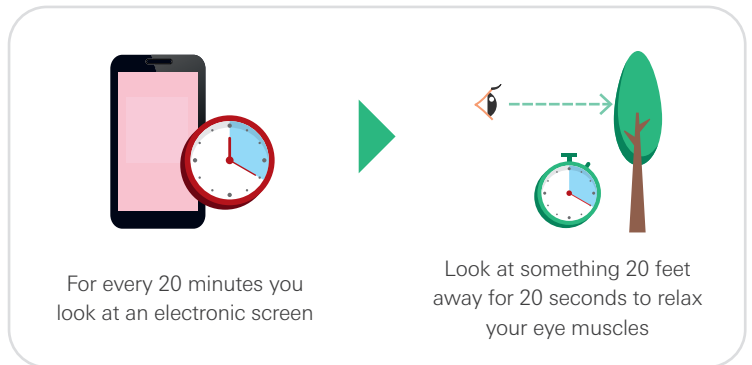 For every 20 minutes you
look at an electronic screen
Look at something 20 feet
away for 20 seconds to relax
your eye muscles